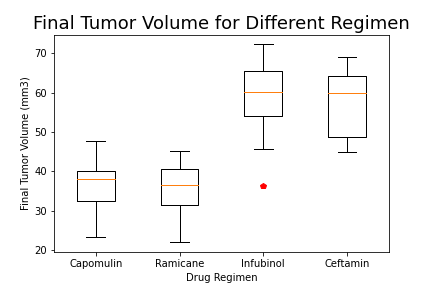 Final Tumor Volume for Different Regimen
Final Tumor Volume (mm3)
70
60
50
40
30
20
Capomulin Ramicane Infubinol Ceftamin
Drug Regimen